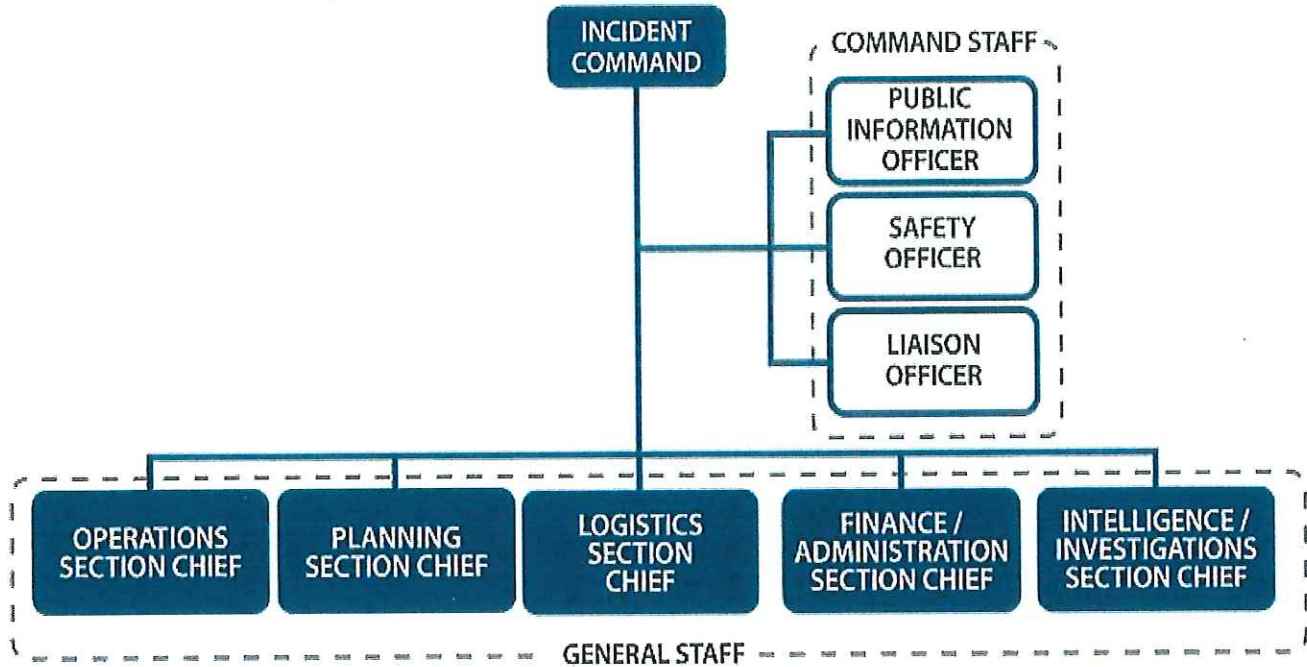 INCIDENT
COMMAND
COMMAND STAFF
PUBLIC
INFORMATION
OFFICER
SAFETY
OFFICER
LIAISON
OFFICER
OPERATIONS
SECTION CHIEF
PLANNING
SECTION CHIEF
LOGISTICS
SECTION
CHIEF
FINANCE /
ADMINISTRATION
SECTION CHIEF
INTELLIGENCE /
INVESTIGATIONS
SECTION CHIEF
GENERAL STAFF